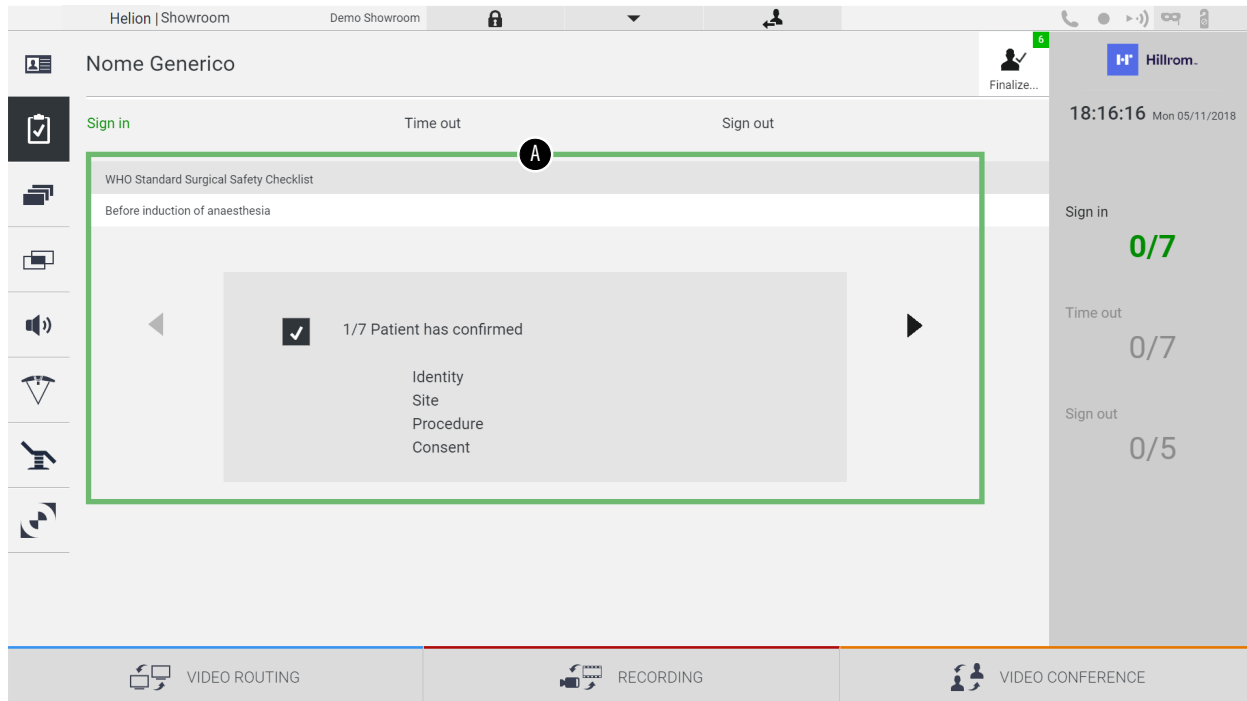 Helion | Showroom
Demo Showroom
6
Nome Generico
Finalize...
Hillrom™
18:16:16 Mon 05/11/2018
Sign in
Time out
Sign out
A
WHO Standard Surgical Safety Checklist
Before induction of anaesthesia
1/7 Patient has confirmed
Identity
Site
Procedure
Consent
Sign in
0/7
Time out
0/7
Sign out
0/5
VIDEO ROUTING
RECORDING
VIDEO CONFERENCE